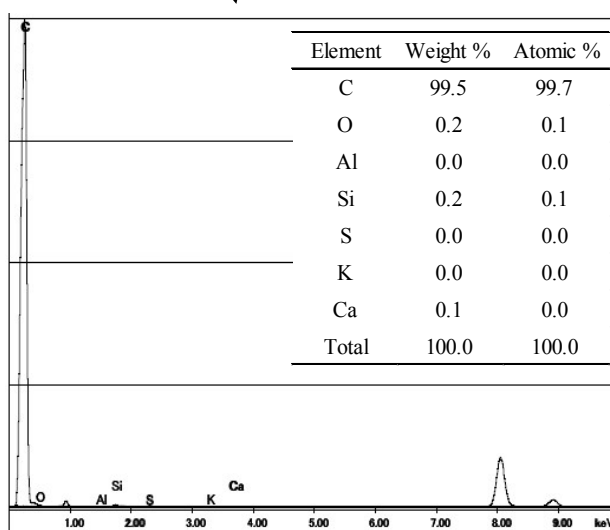 C
Element Weight % Atomic %
C 99.5 99.7
O 0.2 0.1
Al 0.0 0.0
Si 0.2 0.1
S 0.0 0.0
K 0.0 0.0
Ca 0.1 0.0
Total 100.0 100.0
Si Ca
O Al S K
1.00 2.00 3.00 4.00 5.00 6.00 7.00 8.00 9.00